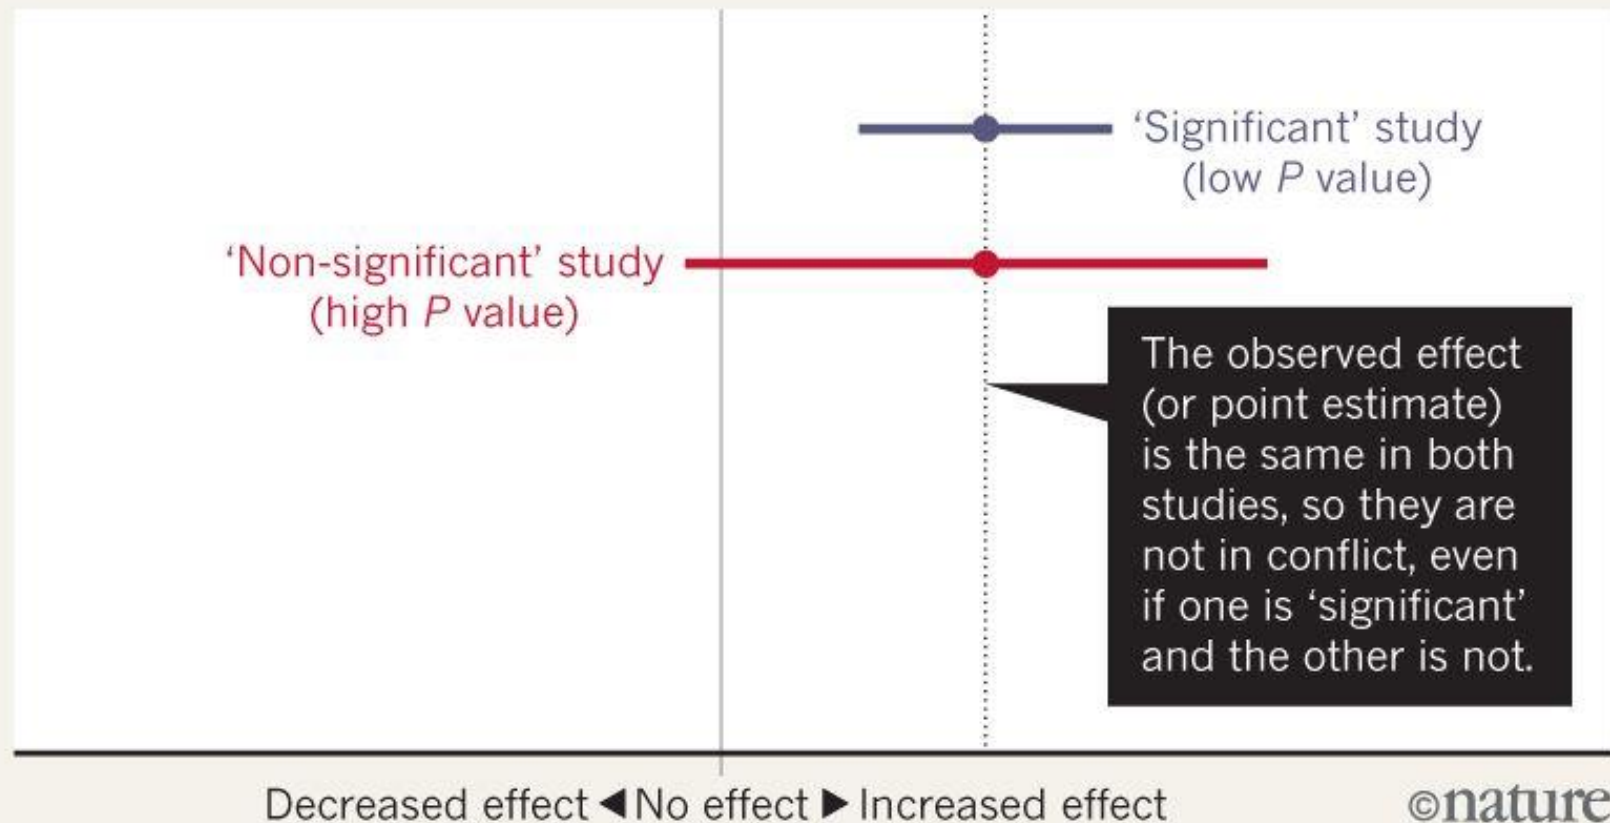 ‘Significant’ study
(low P value)
‘Non-significant’ study
(high P value)
The observed effect
(or point estimate)
is the same in both
studies, so they are
not in conflict, even
if one is ‘significant’
and the other is not.
Decreased effect ◀ No effect ▶ Increased effect
©nature